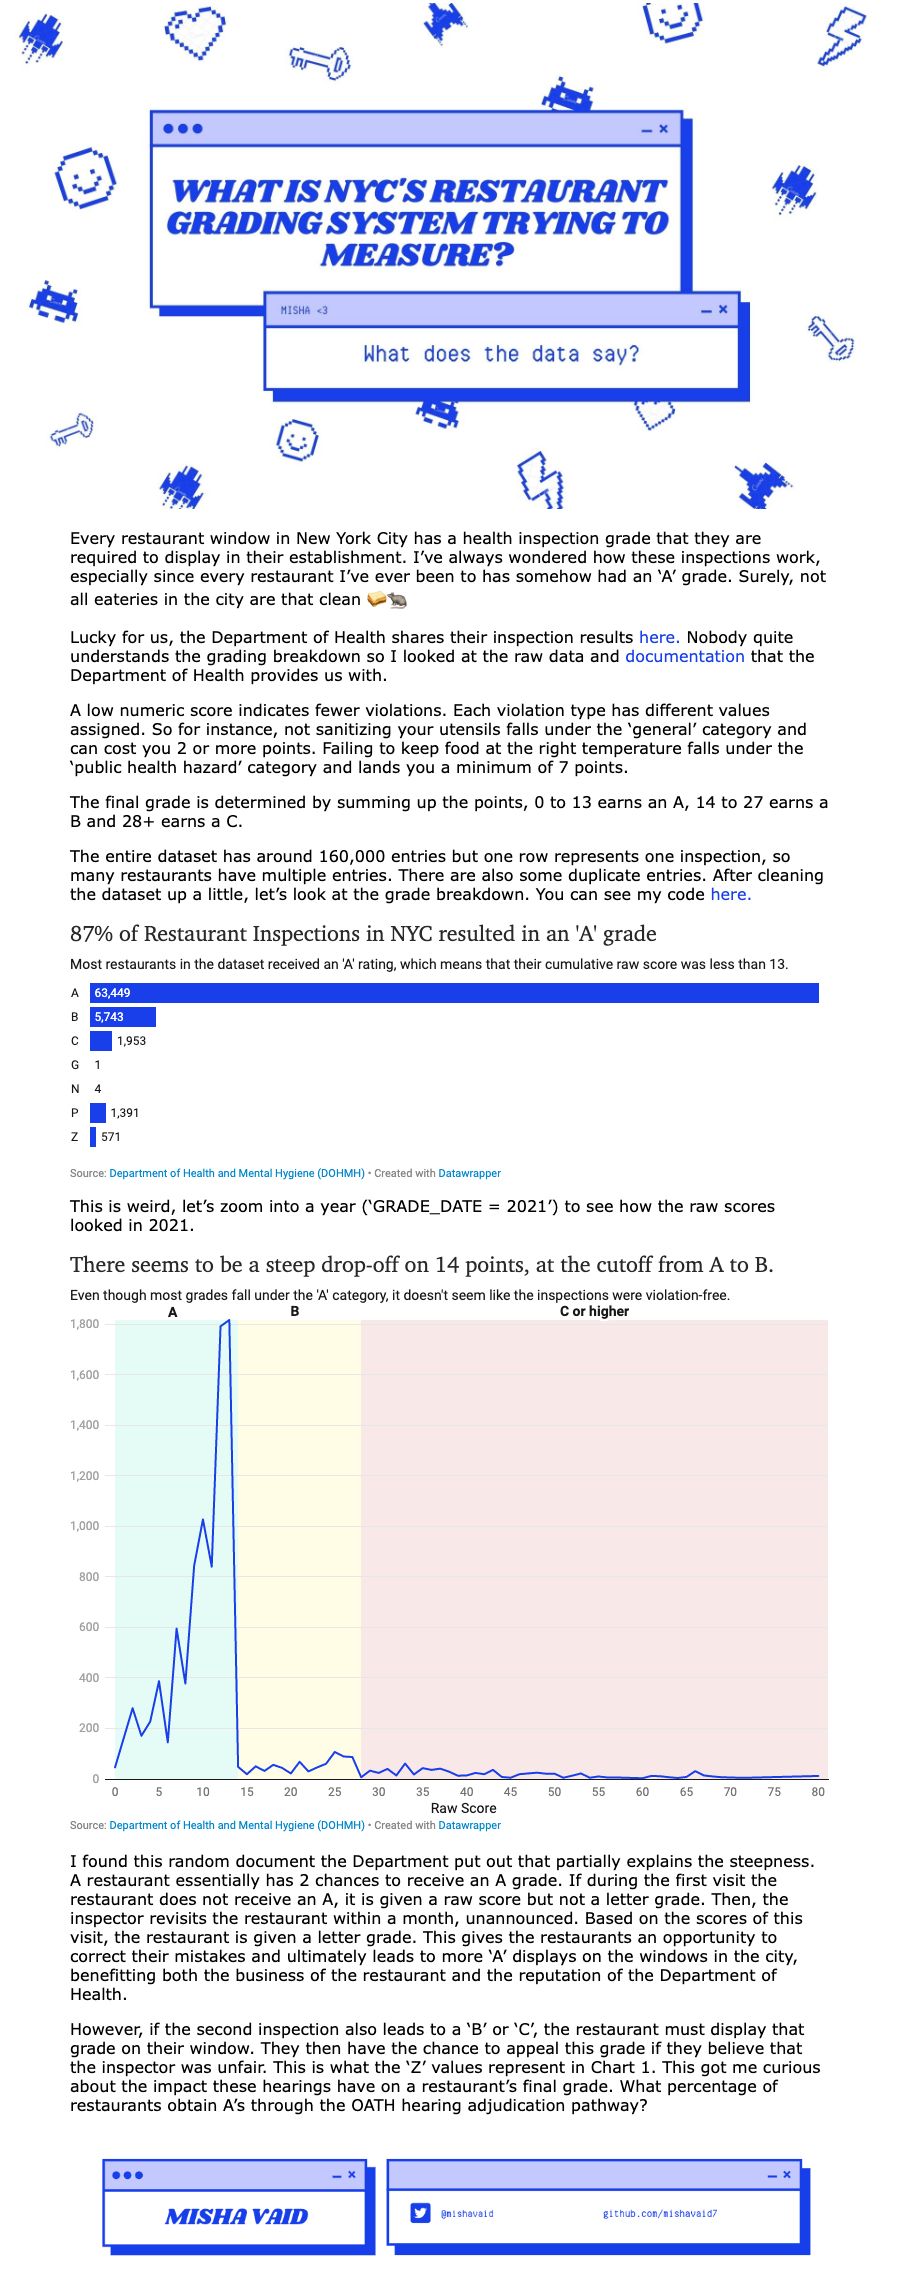 WHAT IS NYC'S RESTAURANT
GRADING SYSTEM TRYING TO
MEASURE?
MISHA <3
What does the data say?
Every restaurant window in New York City has a health inspection grade that they are
required to display in their establishment. I've always wondered how these inspections work,
especially since every restaurant I've ever been to has somehow had an ‘A’ grade. Surely, not
all eateries in the city are that clean 🥪🐀
Lucky for us, the Department of Health shares their inspection results here. Nobody quite
understands the grading breakdown so I looked at the raw data and documentation that the
Department of Health provides us with.
A low numeric score indicates fewer violations. Each violation type has different values
assigned. So for instance, not sanitizing your utensils falls under the ‘general’ category and
can cost you 2 or more points. Failing to keep food at the right temperature falls under the
‘public health hazard’ category and lands you a minimum of 7 points.
The final grade is determined by summing up the points, 0 to 13 earns an A, 14 to 27 earns a
B and 28+ earns a C.
The entire dataset has around 160,000 entries but one row represents one inspection, so
many restaurants have multiple entries. There are also some duplicate entries. After cleaning
the dataset up a little, let's look at the grade breakdown. You can see my code here.
87% of Restaurant Inspections in NYC resulted in an 'A' grade
Most restaurants in the dataset received an 'A' rating, which means that their cumulative raw score was less than 13.
A 63,449
B 5,743
C 1,953
G 1
N 4
P 1,391
Z 571
Source: Department of Health and Mental Hygiene (DOHMH) • Created with Datawrapper
This is weird, let's zoom into a year (‘GRADE_DATE = 2021’) to see how the raw scores
looked in 2021.
There seems to be a steep drop-off on 14 points, at the cutoff from A to B.
Even though most grades fall under the 'A' category, it doesn't seem like the inspections were violation-free.
A B C or higher
1,800
1,600
1,400
1,200
1,000
800
600
400
200
0
0 5 10 15 20 25 30 35 40 45 50 55 60 65 70 75 80
Raw Score
Source: Department of Health and Mental Hygiene (DOHMH) • Created with Datawrapper
I found this random document the Department put out that partially explains the steepness.
A restaurant essentially has 2 chances to receive an A grade. If during the first visit the
restaurant does not receive an A, it is given a raw score but not a letter grade. Then, the
inspector revisits the restaurant within a month, unannounced. Based on the scores of this
visit, the restaurant is given a letter grade. This gives the restaurants an opportunity to
correct their mistakes and ultimately leads to more ‘A’ displays on the windows in the city,
benefitting both the business of the restaurant and the reputation of the Department of
Health.
However, if the second inspection also leads to a ‘B’ or ‘C’, the restaurant must display that
grade on their window. They then have the chance to appeal this grade if they believe that
the inspector was unfair. This is what the ‘Z’ values represent in Chart 1. This got me curious
about the impact these hearings have on a restaurant's final grade. What percentage of
restaurants obtain A's through the OATH hearing adjudication pathway?
MISHA VAID
@mishavaid
github.com/mishavaid7